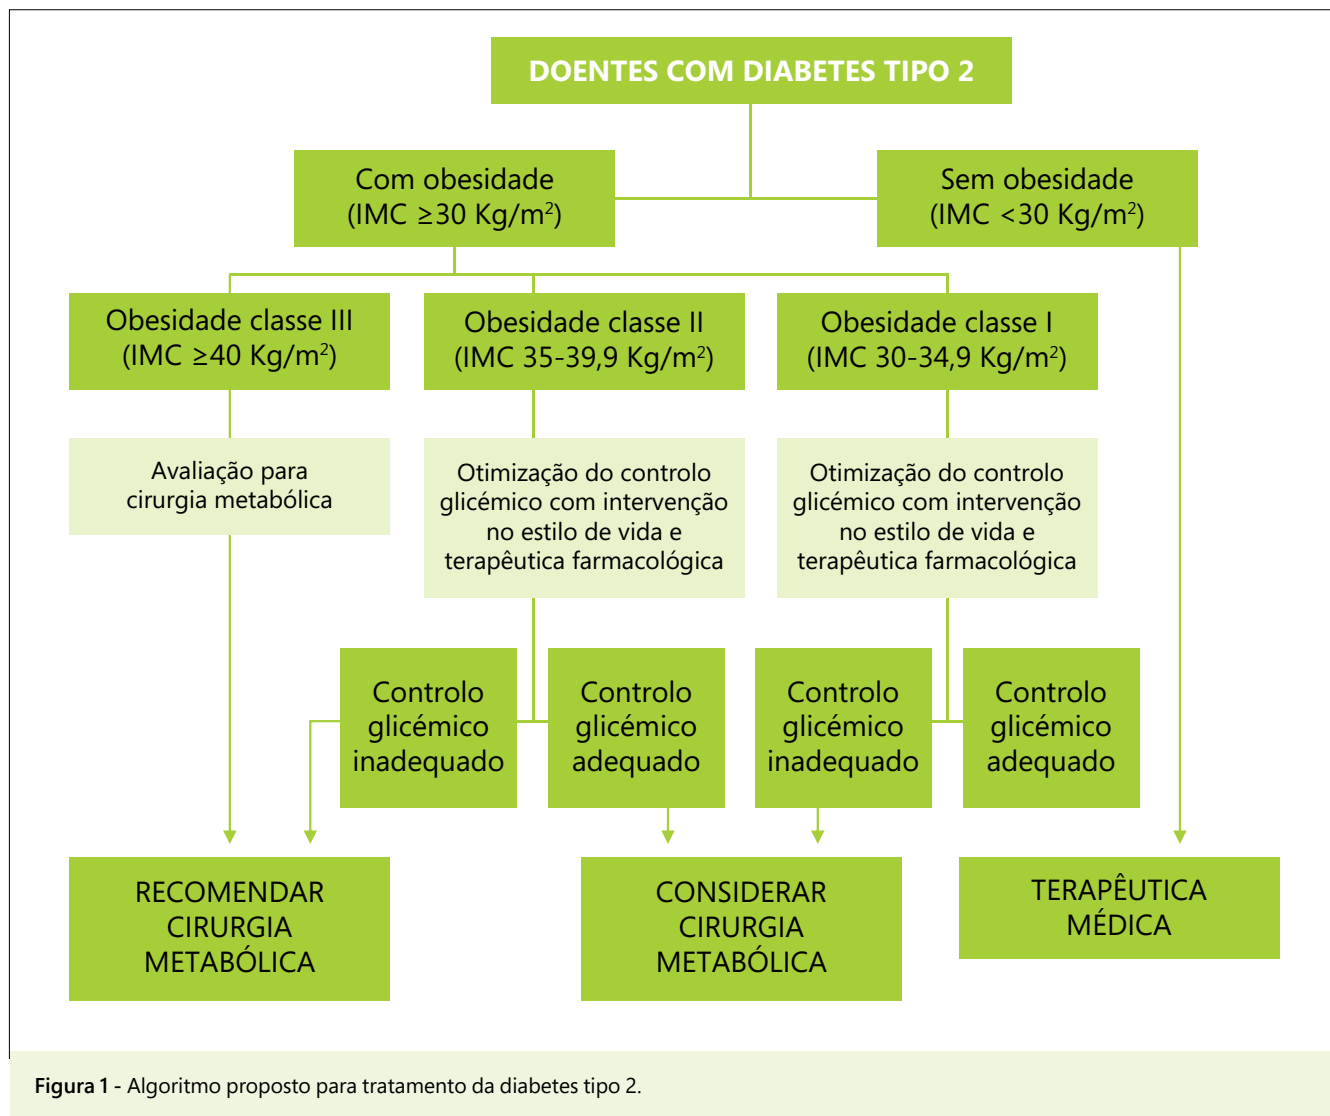 DOENTES COM DIABETES TIPO 2
Com obesidade
(IMC ≥30 Kg/m²)
Sem obesidade
(IMC <30 Kg/m²)
Obesidade classe III
(IMC ≥40 Kg/m²)
Obesidade classe II
(IMC 35-39,9 Kg/m²)
Obesidade classe I
(IMC 30-34,9 Kg/m²)
Avaliação para
cirurgia metabólica
Otimização do controlo
glicémico com intervenção
no estilo de vida e
terapêutica farmacológica
Otimização do controlo
glicémico com intervenção
no estilo de vida e
terapêutica farmacológica
Controlo
glicémico
inadequado
Controlo
glicémico
adequado
Controlo
glicémico
inadequado
Controlo
glicémico
adequado
RECOMENDAR
CIRURGIA
METABÓLICA
CONSIDERAR
CIRURGIA
METABÓLICA
TERAPÊUTICA
MÉDICA
Figura 1 - Algoritmo proposto para tratamento da diabetes tipo 2.